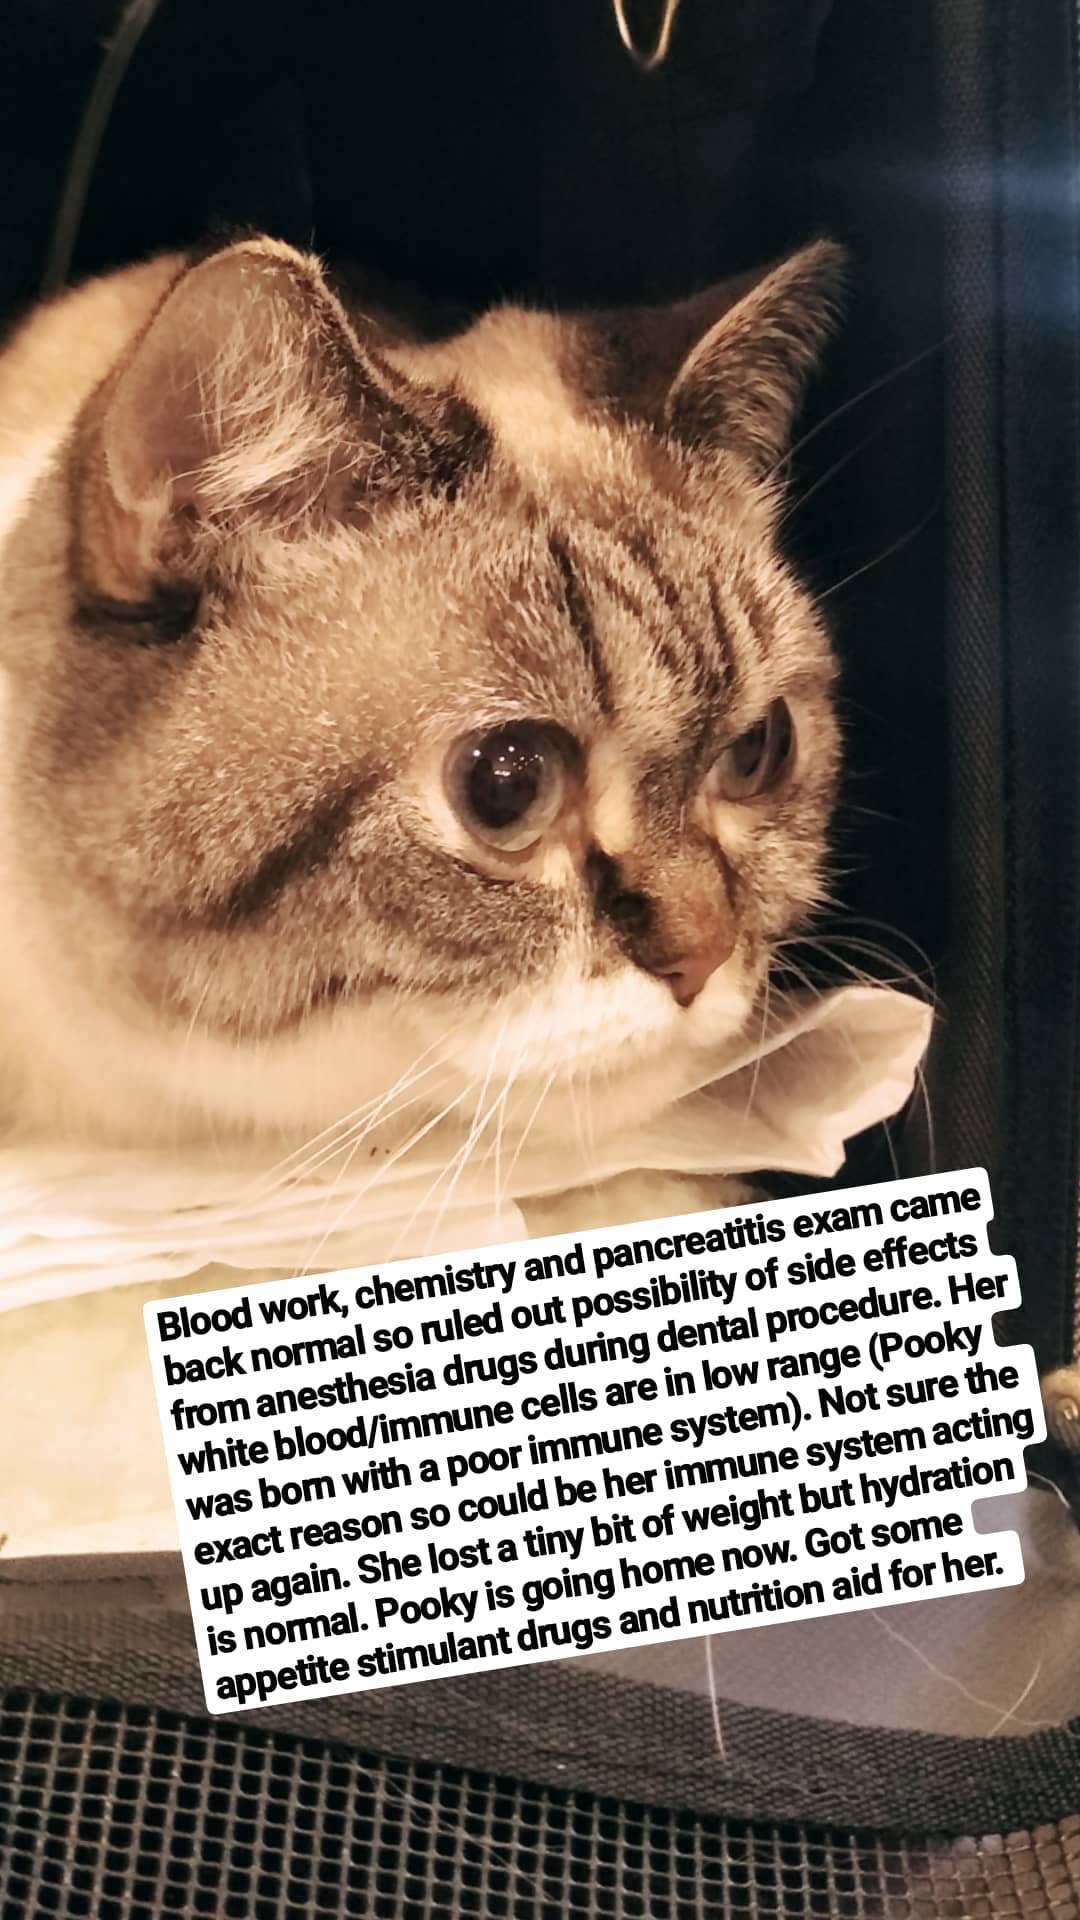 Blood work, chemistry and pancreatitis exam came
back normal so ruled out possibility of side effects
from anesthesia drugs during dental procedure. Her
white blood/immune cells are in low range (Pooky
was born with a poor immune system). Not sure the
exact reason so could be her immune system acting
up again. She lost a tiny bit of weight but hydration
is normal. Pooky is going home now. Got some
appetite stimulant drugs and nutrition aid for her.